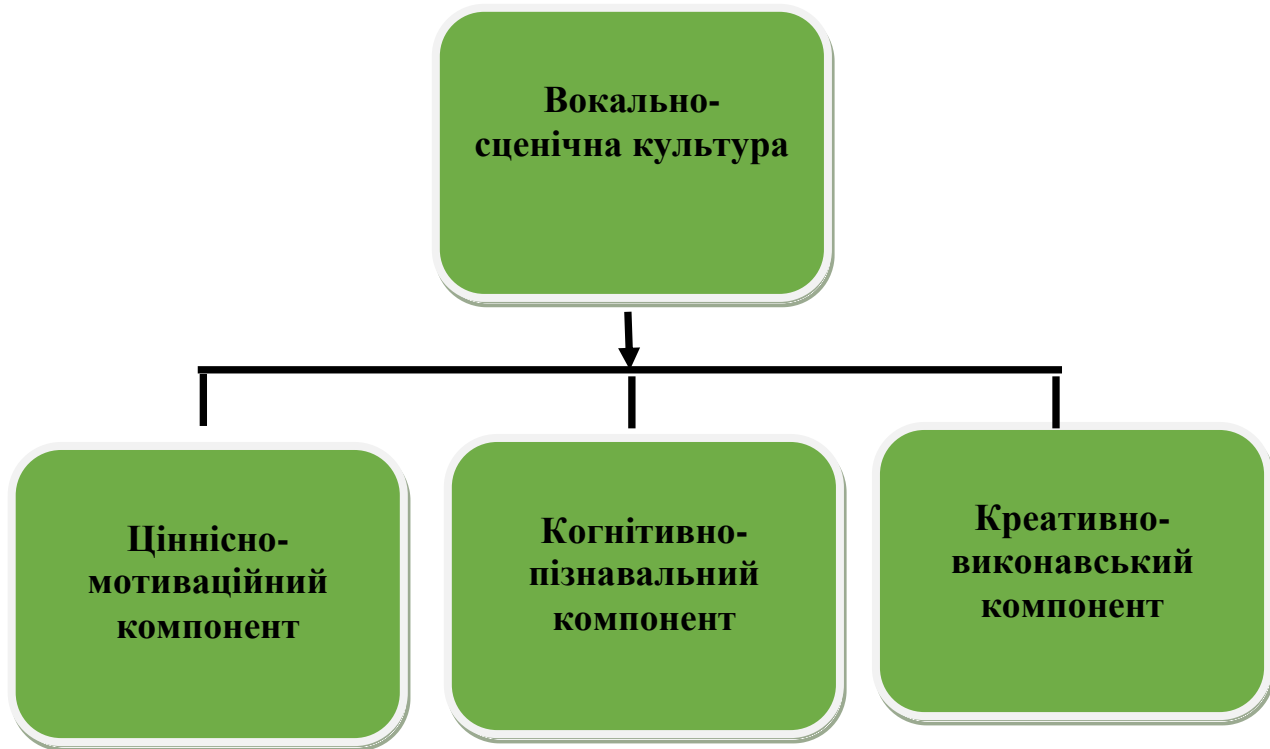 Вокально-
сценічна культура
Ціннісно-
мотиваційний
компонент
Когнітивно-
пізнавальний
компонент
Креативно-
виконавський
компонент